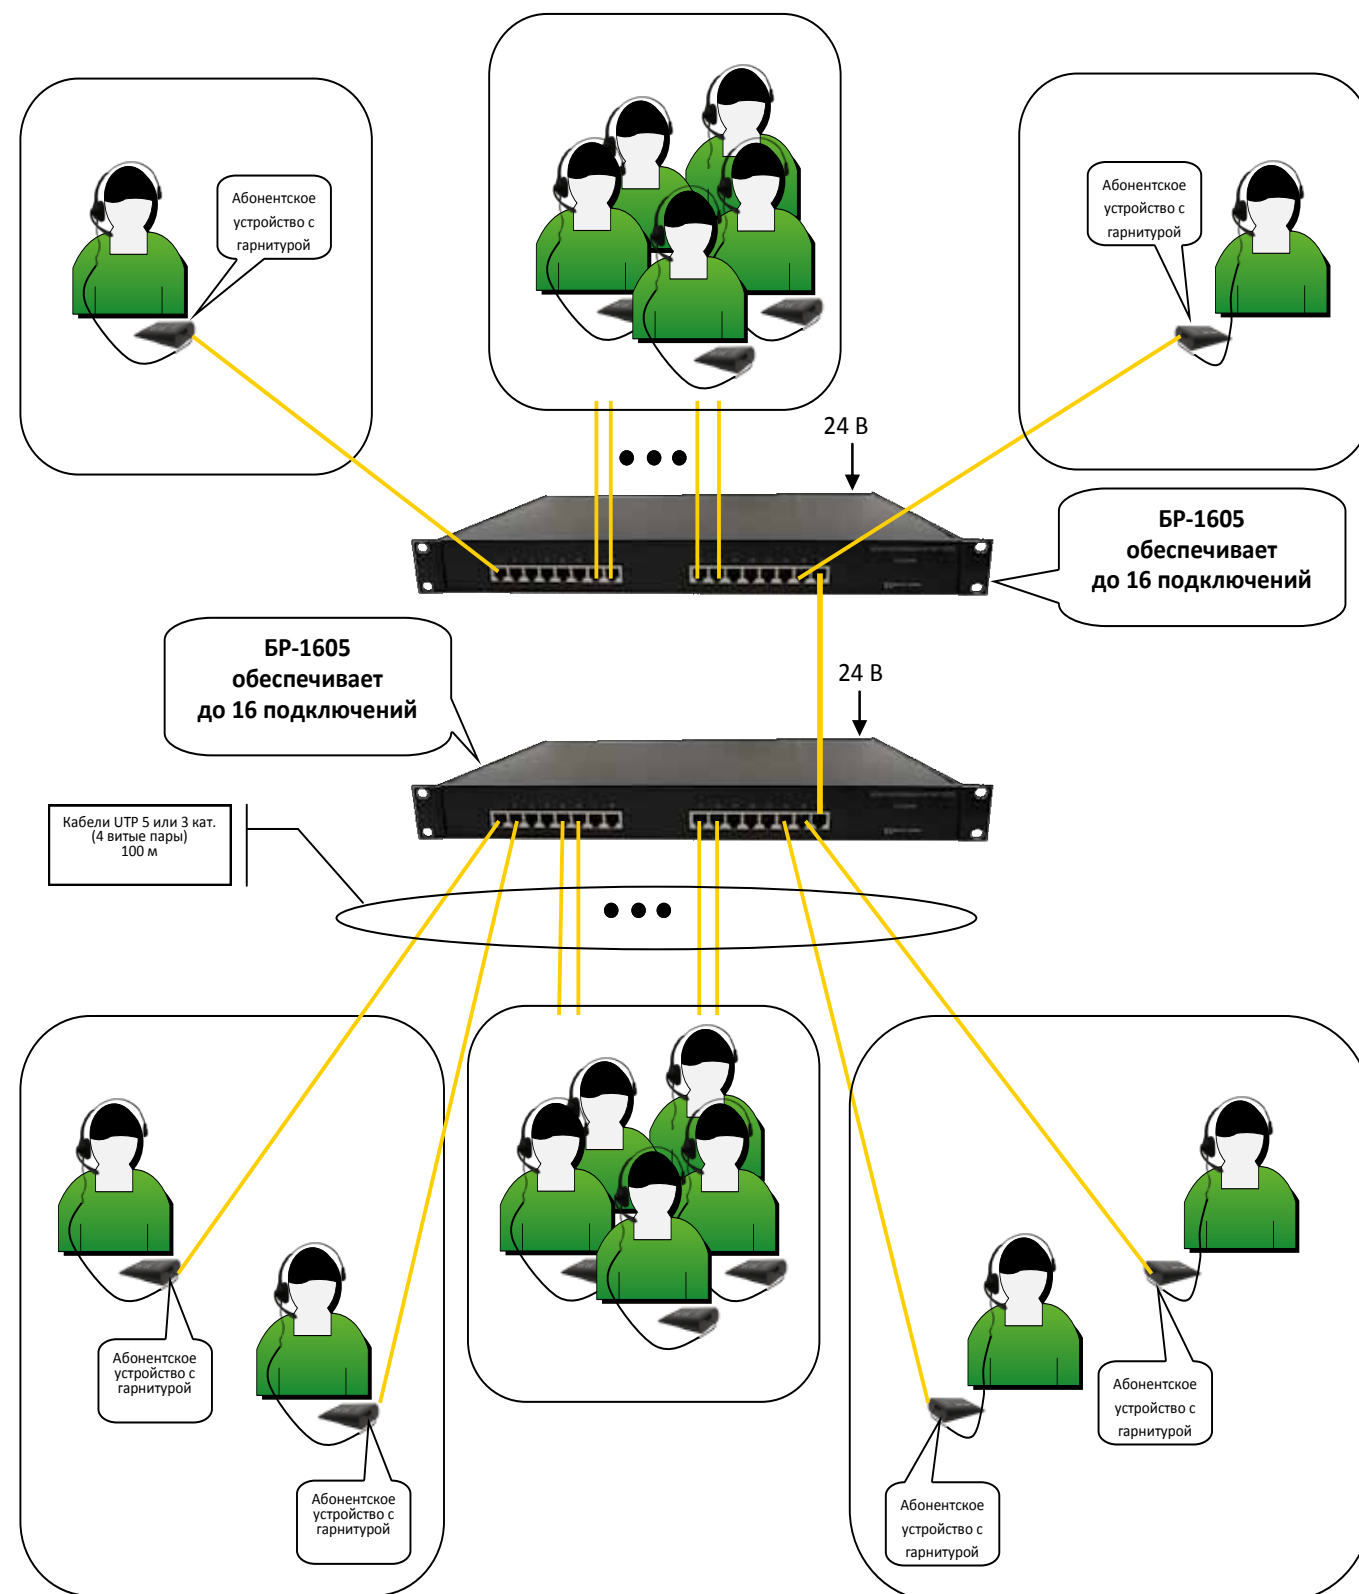 Абонентское
устройство с
гарнитурой
Абонентское
устройство с
гарнитурой
24 В
БР-1605
обеспечивает
до 16 подключений
БР-1605
обеспечивает
до 16 подключений
24 В
Кабели UTP 5 или 3 кат.
(4 витые пары)
100 м
Абонентское
устройство с
гарнитурой
Абонентское
устройство с
гарнитурой
Абонентское
устройство с
гарнитурой
Абонентское
устройство с
гарнитурой